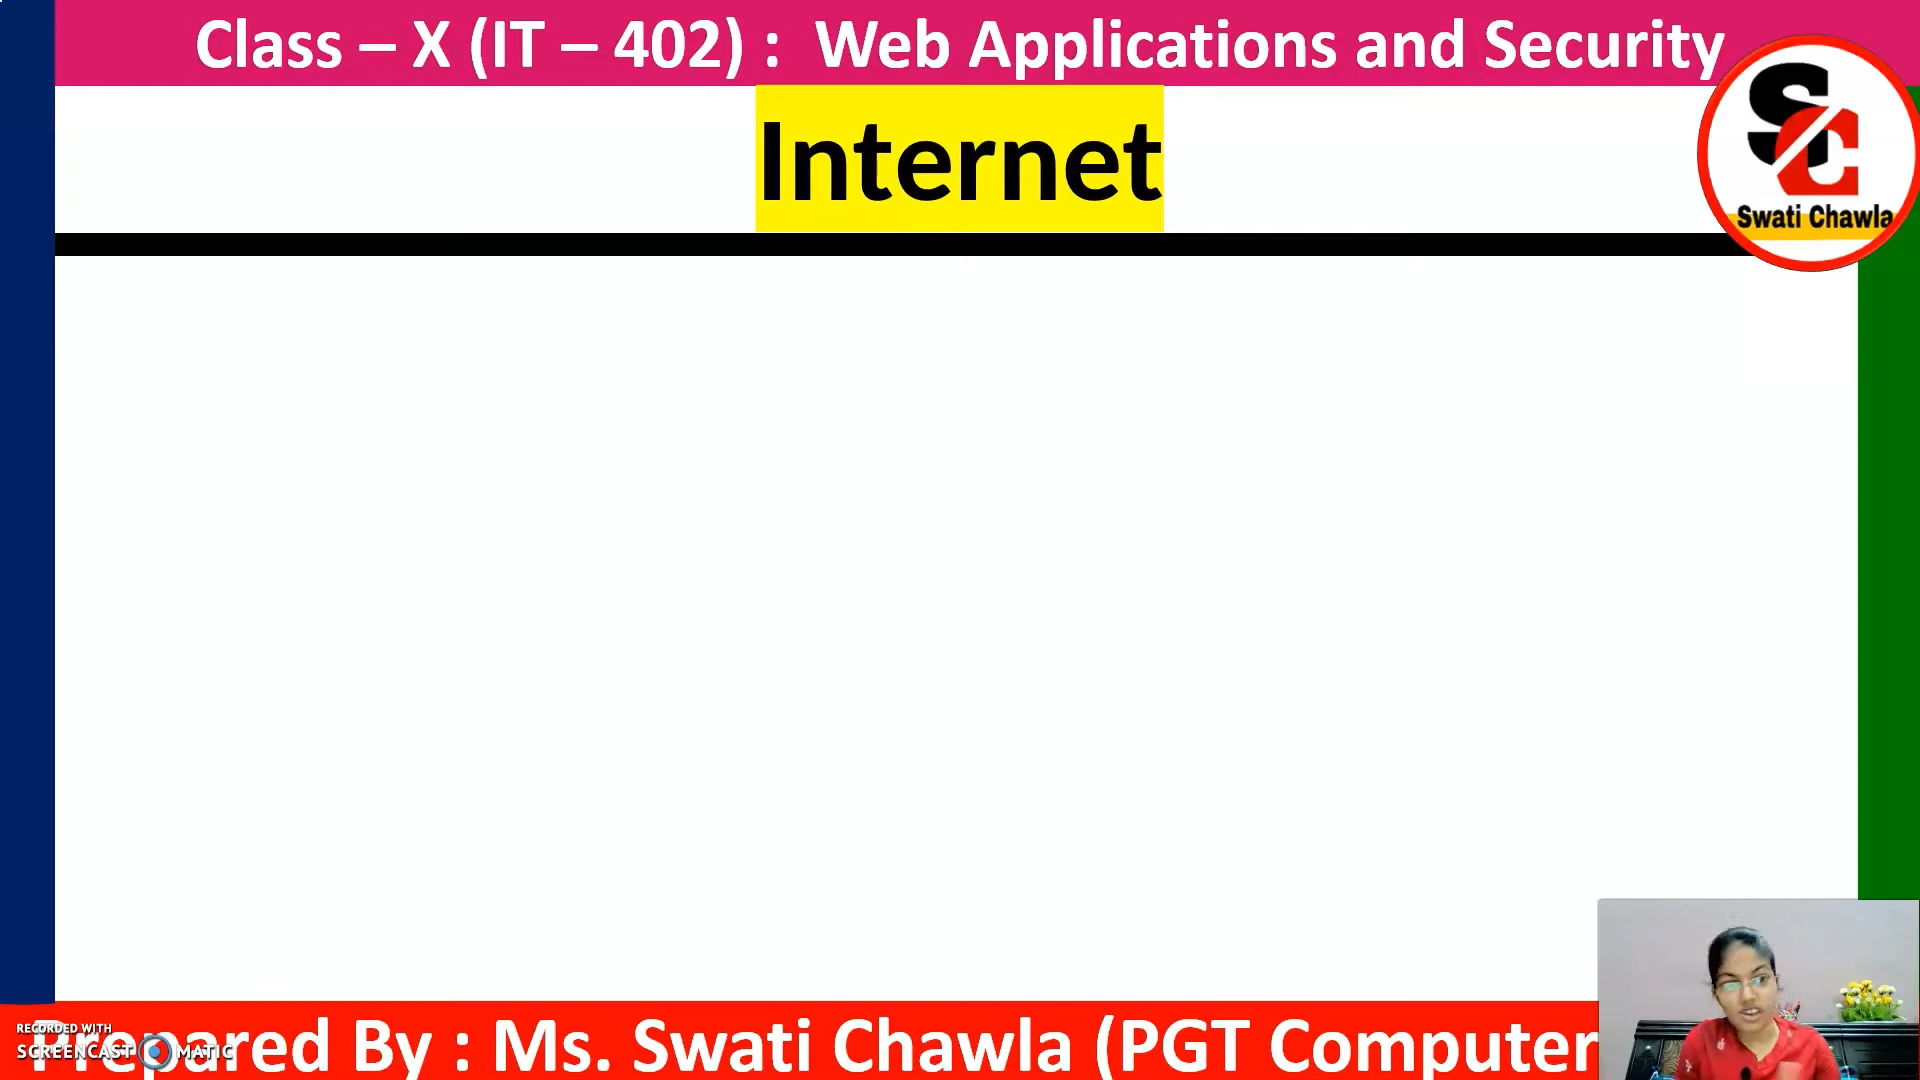 Class – X (IT – 402) :  Web Applications and Security
SC
Swati Chawla
Internet
Prepared By : Ms. Swati Chawla (PGT Computer
RECORDED WITH
SCREENCAST MATIC